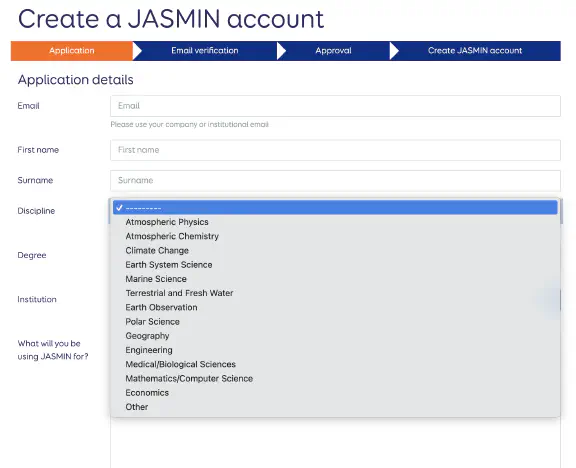 Create a JASMIN account
Application
Email verification
Approval
Create JASMIN account
Application details
Email
Email
Please use your company or institutional email
First name
First name
Surname
Surname
Discipline
✓ ---------
Atmospheric Physics
Atmospheric Chemistry
Climate Change
Earth System Science
Marine Science
Terrestrial and Fresh Water
Earth Observation
Polar Science
Geography
Engineering
Medical/Biological Sciences
Mathematics/Computer Science
Economics
Other
Degree
Institution
What will you be
using JASMIN for?